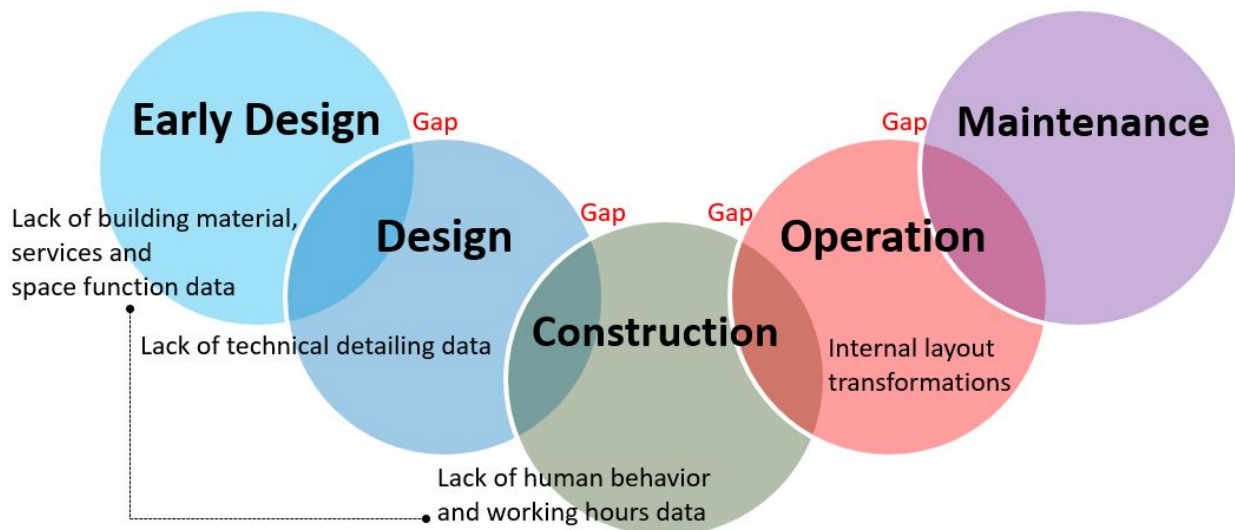 Early Design
Gap
Gap
Maintenance
Lack of building material,
services and
space function data
Design
Gap
Gap
Operation
Construction
Lack of technical detailing data
Internal layout
transformations
Lack of human behavior
and working hours data